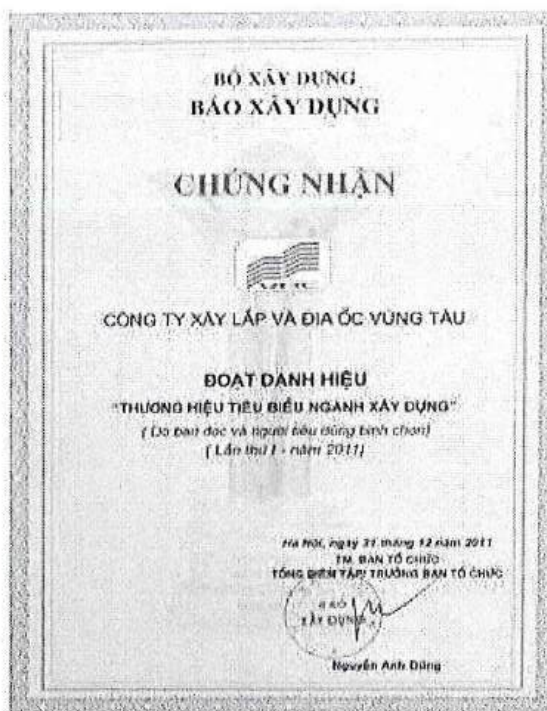 BỘ XÂY DỰNG
BÁO XÂY DỰNG
CHỨNG NHẬN
CÔNG TY XÂY LẮP VÀ ĐỊA ỐC VŨNG TÀU
ĐOẠT DANH HIỆU
"THƯƠNG HIỆU TIÊU BIỂU NGÀNH XÂY DỰNG"
( Do bạn đọc và người tiêu dùng bình chọn)
( Lần thứ I - năm 2011)
Hà Nội, ngày 31 tháng 12 năm 2011
TM. BAN TỔ CHỨC
TỔNG BIÊN TẬP/ TRƯỞNG BAN TỔ CHỨC
BÁO
XÂY DỰNG
Nguyễn Anh Dũng